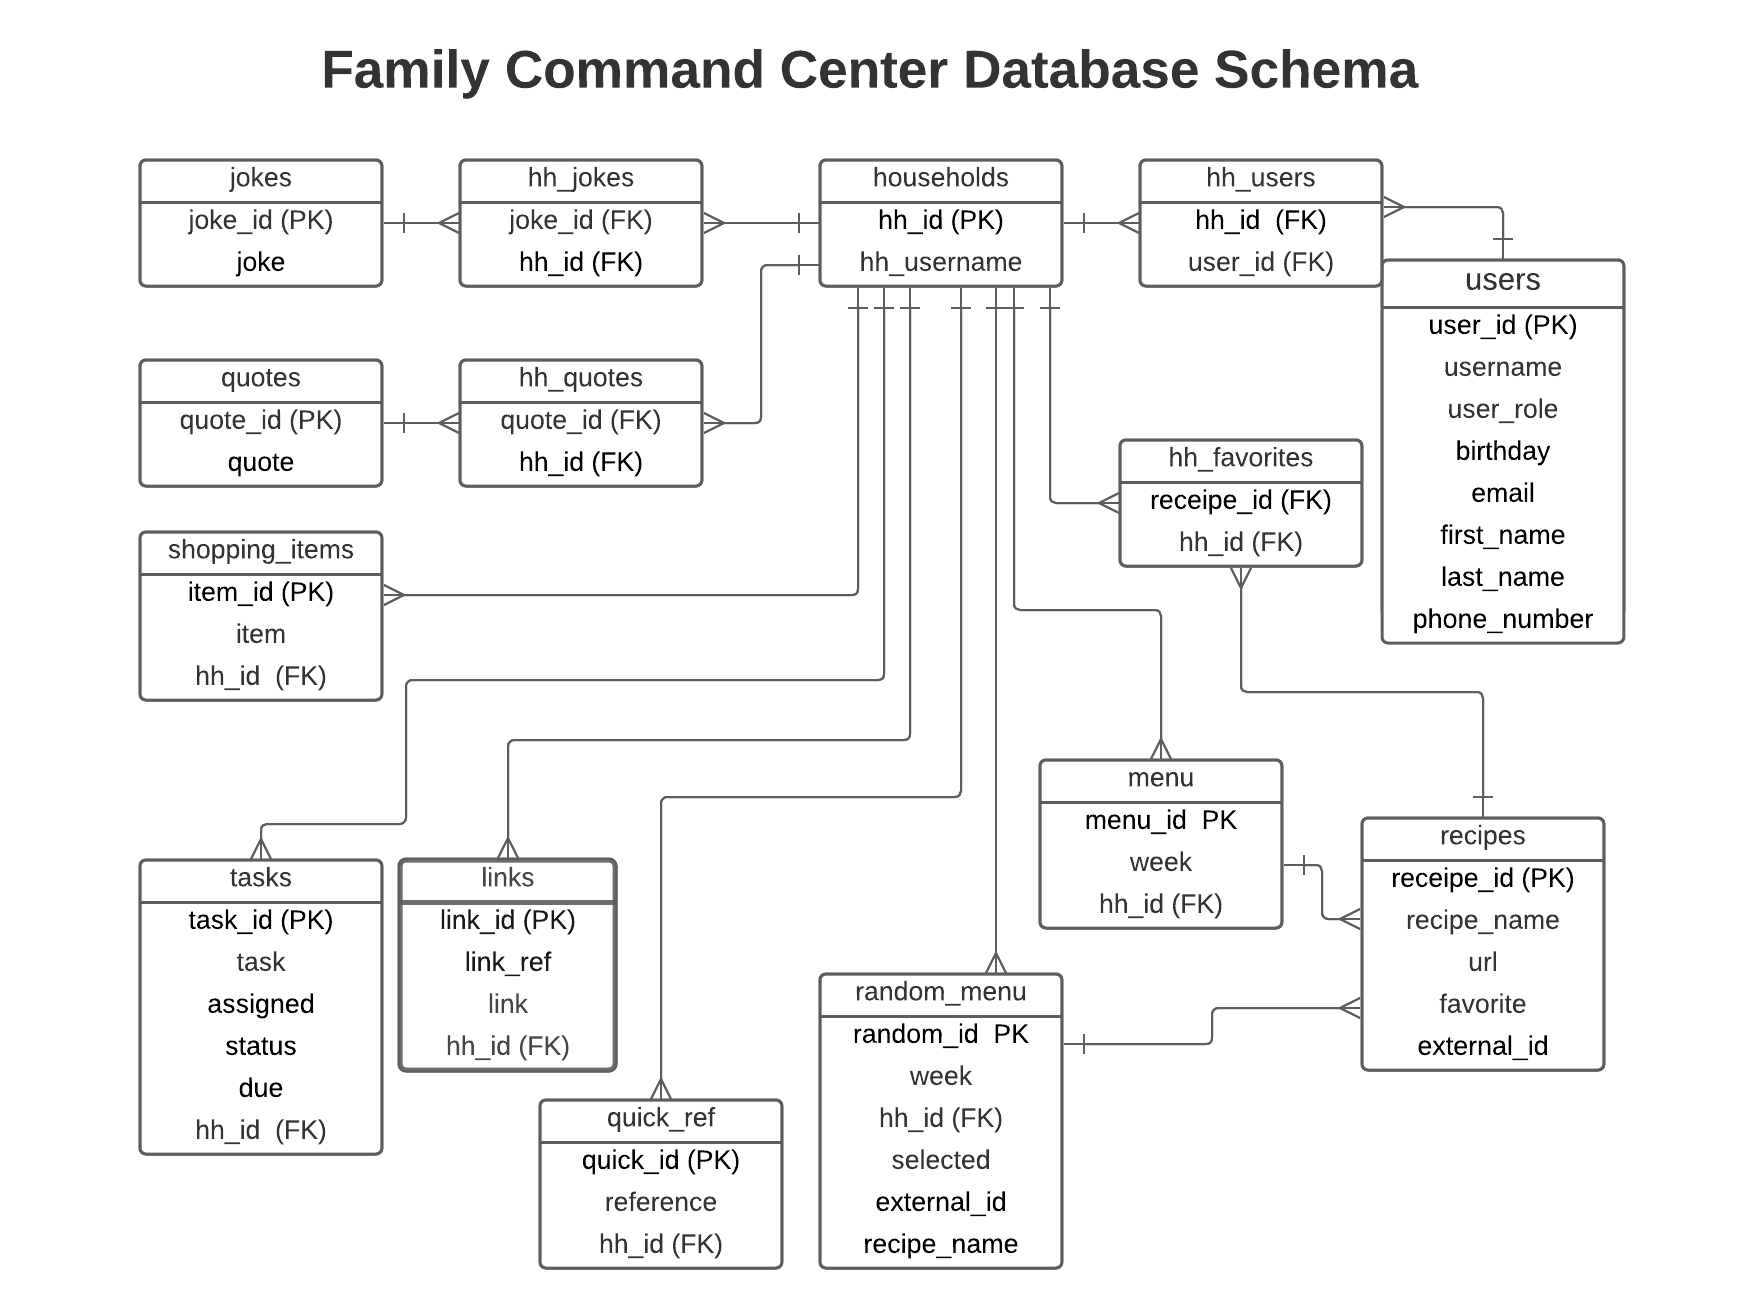 Family Command Center Database Schema
jokes
joke_id (PK)
joke
hh_jokes
joke_id (FK)
hh_id (FK)
households
hh_id (PK)
hh_username
hh_users
hh_id  (FK)
user_id (FK)
users
user_id (PK)
username
user_role
birthday
email
first_name
last_name
phone_number
quotes
quote_id (PK)
quote
hh_quotes
quote_id (FK)
hh_id (FK)
hh_favorites
receipe_id (FK)
hh_id (FK)
shopping_items
item_id (PK)
item
hh_id  (FK)
menu
menu_id  PK
week
hh_id (FK)
recipes
receipe_id (PK)
recipe_name
url
favorite
external_id
tasks
task_id (PK)
task
assigned
status
due
hh_id  (FK)
links
link_id (PK)
link_ref
link
hh_id (FK)
quick_ref
quick_id (PK)
reference
hh_id (FK)
random_menu
random_id  PK
week
hh_id (FK)
selected
external_id
recipe_name